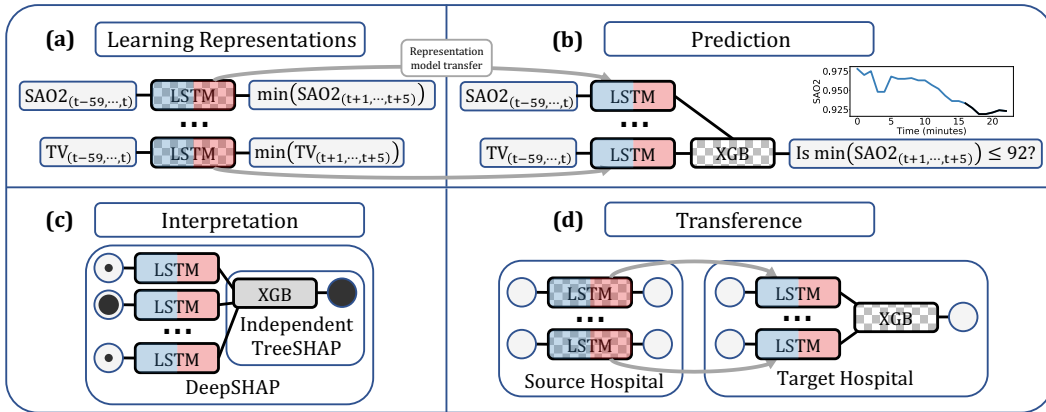 (a) Learning Representations
SAO2(t−59,⋯,t) LSTM min(SAO2(t+1,⋯,t+5))
...
TV(t−59,⋯,t) LSTM min(TV(t+1,⋯,t+5))
Representation
model transfer
(b) Prediction
SAO2(t−59,⋯,t) LSTM
...
TV(t−59,⋯,t) LSTM XGB Is min(SAO2(t+1,⋯,t+5)) ≤ 92?
SAO2
0.975
0.950
0.925
0 5 10 15 20
Time (minutes)
(c) Interpretation
LSTM
LSTM
...
LSTM
XGB
Independent
TreeSHAP
DeepSHAP
(d) Transference
LSTM
...
LSTM
Source Hospital
LSTM
...
LSTM
XGB
Target Hospital